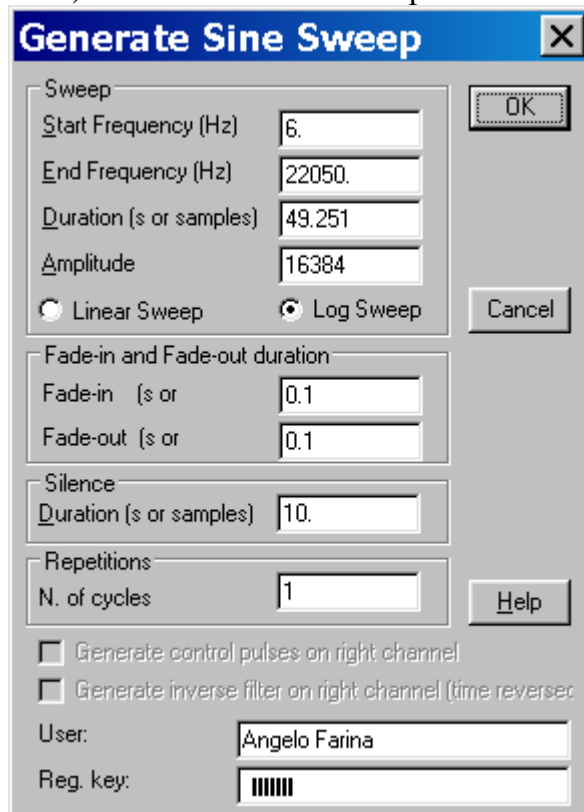 Generate Sine Sweep
Sweep
Start Frequency (Hz) 6.
End Frequency (Hz) 22050.
Duration (s or samples) 49.251
Amplitude 16384
Linear Sweep Log Sweep
OK
Cancel
Fade-in and Fade-out duration
Fade-in (s or 0.1
Fade-out (s or 0.1
Silence
Duration (s or samples) 10.
Repetitions
N. of cycles 1
Help
Generate control pulses on right channel
Generate inverse filter on right channel (time reversed
User: Angelo Farina
Reg. key: